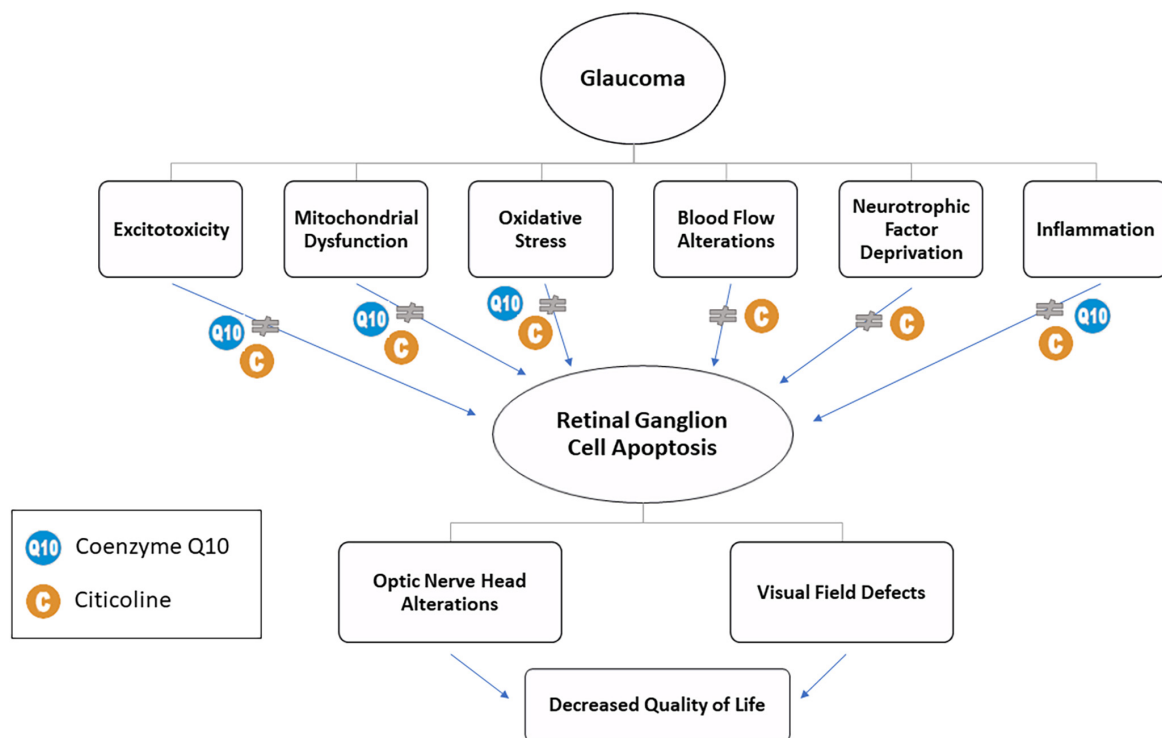 Glaucoma
Excitotoxicity
Mitochondrial
Dysfunction
Oxidative
Stress
Blood Flow
Alterations
Neurotrophic
Factor
Deprivation
Inflammation
Q10
C
Q10
C
Q10
C
C
C
Q10
C
Retinal Ganglion
Cell Apoptosis
Q10 Coenzyme Q10
C Citicoline
Optic Nerve Head
Alterations
Visual Field Defects
Decreased Quality of Life